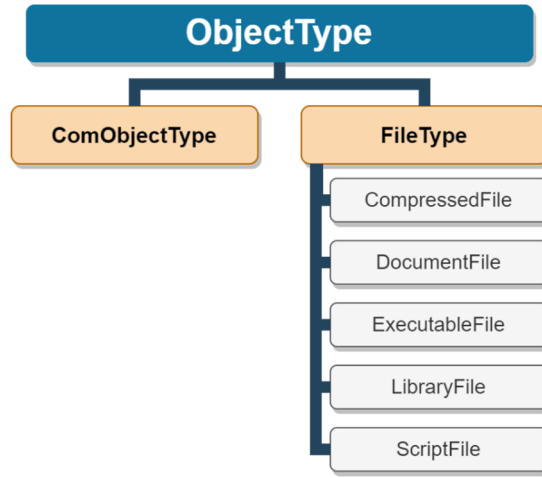 ObjectType
ComObjectType
FileType
CompressedFile
DocumentFile
ExecutableFile
LibraryFile
ScriptFile